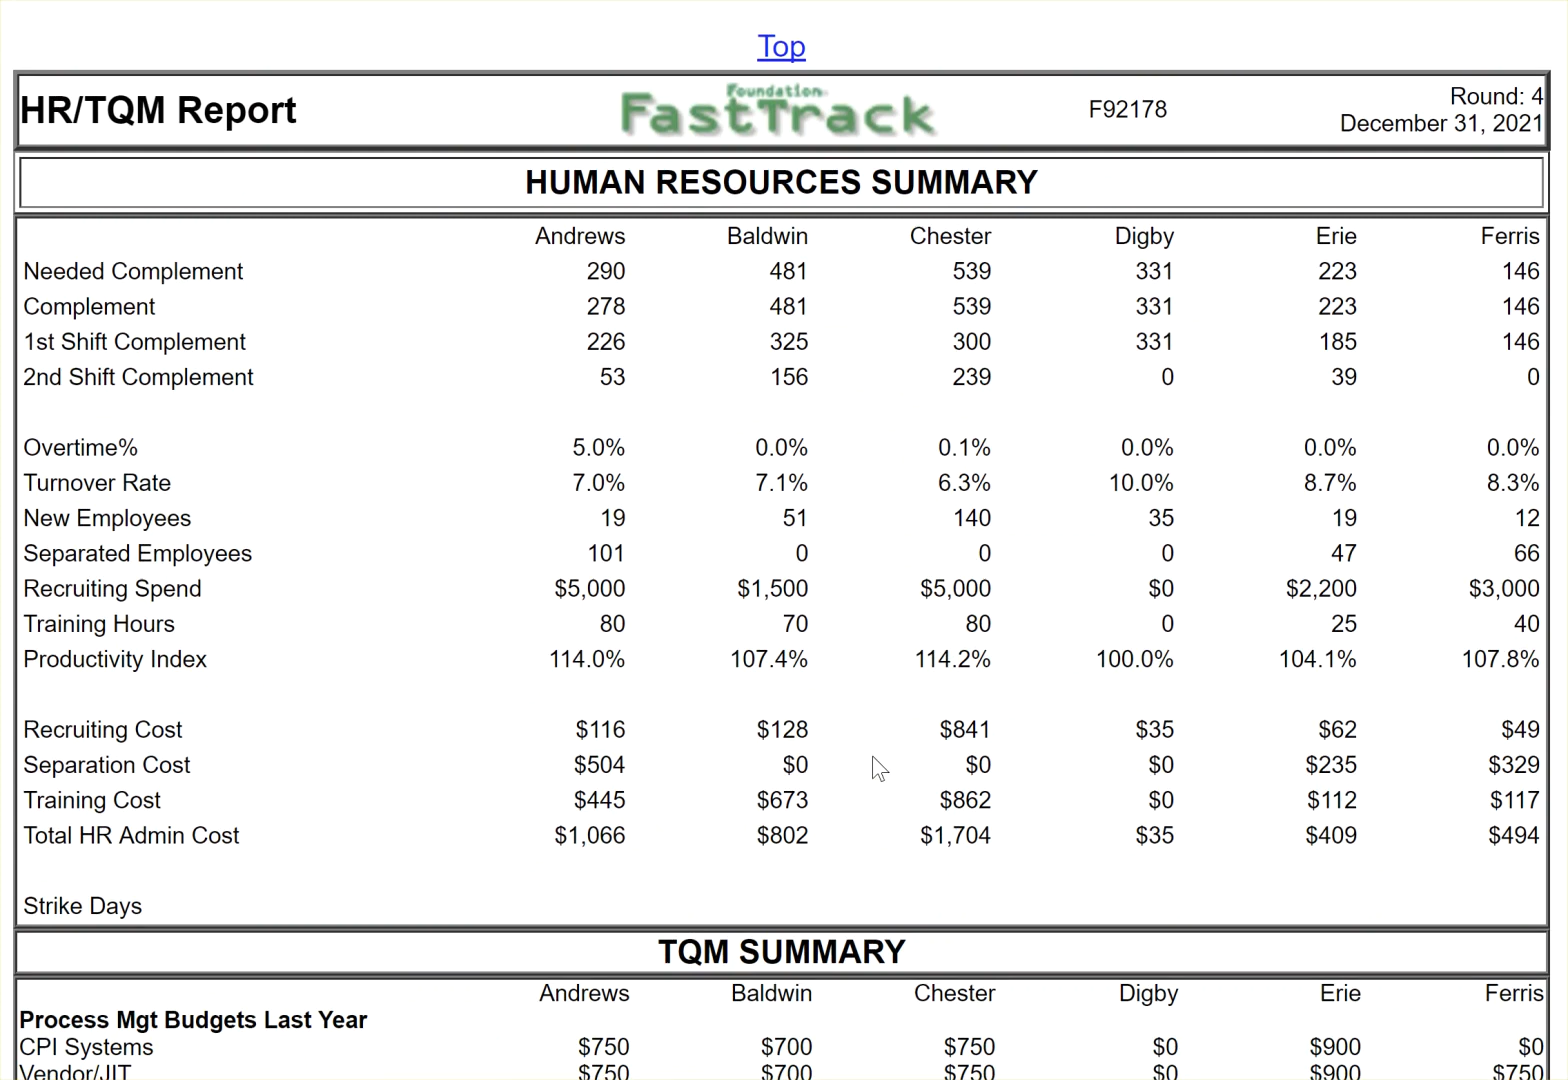 Top
HR/TQM Report
Foundation
FastTrack
F92178
Round: 4
December 31, 2021
HUMAN RESOURCES SUMMARY
Andrews Baldwin Chester Digby Erie Ferris
Needed Complement 290 481 539 331 223 146
Complement 278 481 539 331 223 146
1st Shift Complement 226 325 300 331 185 146
2nd Shift Complement 53 156 239 0 39 0
Overtime% 5.0% 0.0% 0.1% 0.0% 0.0% 0.0%
Turnover Rate 7.0% 7.1% 6.3% 10.0% 8.7% 8.3%
New Employees 19 51 140 35 19 12
Separated Employees 101 0 0 0 47 66
Recruiting Spend $5,000 $1,500 $5,000 $0 $2,200 $3,000
Training Hours 80 70 80 0 25 40
Productivity Index 114.0% 107.4% 114.2% 100.0% 104.1% 107.8%
Recruiting Cost $116 $128 $841 $35 $62 $49
Separation Cost $504 $0 $0 $0 $235 $329
Training Cost $445 $673 $862 $0 $112 $117
Total HR Admin Cost $1,066 $802 $1,704 $35 $409 $494
Strike Days
TQM SUMMARY
Andrews Baldwin Chester Digby Erie Ferris
Process Mgt Budgets Last Year
CPI Systems $750 $700 $750 $0 $900 $0
Vendor/JIT $750 $700 $750 $0 $900 $750